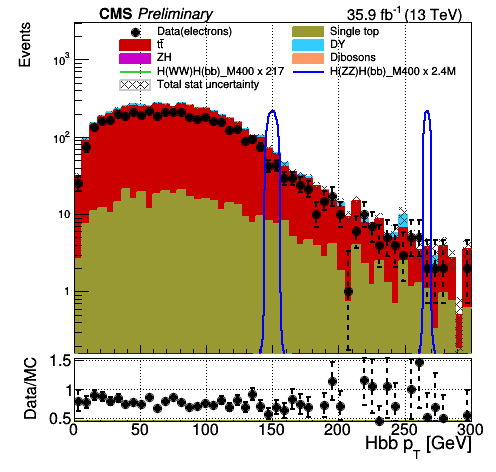 CMS Preliminary 35.9 fb⁻¹ (13 TeV)
Data(electrons) Single top
tt̄ DY
ZH Dibosons
H(WW)H(bb)_M400 x 217 H(ZZ)H(bb)_M400 x 2.4M
Total stat uncertainty
Events
10³
10²
10
1
Data/MC
1.5
1
0.5
0 50 100 150 200 250 300
Hbb p_T [GeV]